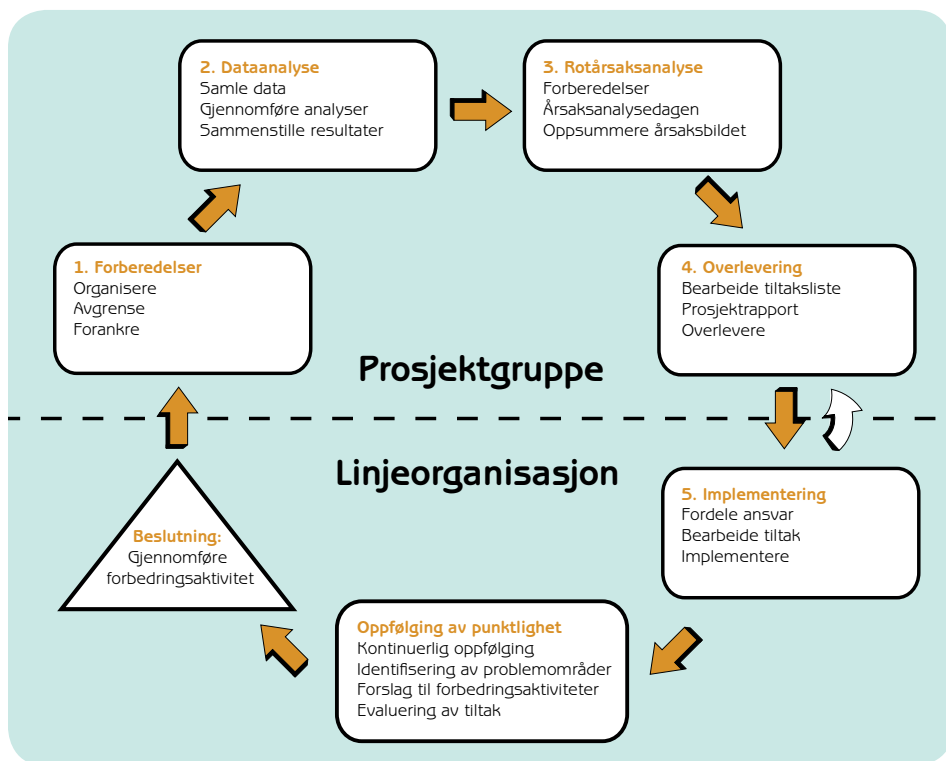 2. Dataanalyse
Samle data
Gjennomføre analyser
Sammenstille resultater
3. Rotårsaksanalyse
Forberedelser
Årsaksanalysedagen
Oppsummere årsaksbildet
1. Forberedelser
Organisere
Avgrense
Forankre
4. Overlevering
Bearbeide tiltaksliste
Prosjektrapport
Overlevere
Prosjektgruppe
Linjeorganisasjon
5. Implementering
Fordele ansvar
Bearbeide tiltak
Implementere
Beslutning:
Gjennomføre
forbedringsaktivitet
Oppfølging av punktlighet
Kontinuerlig oppfølging
Identifisering av problemområder
Forslag til forbedringsaktiviteter
Evaluering av tiltak